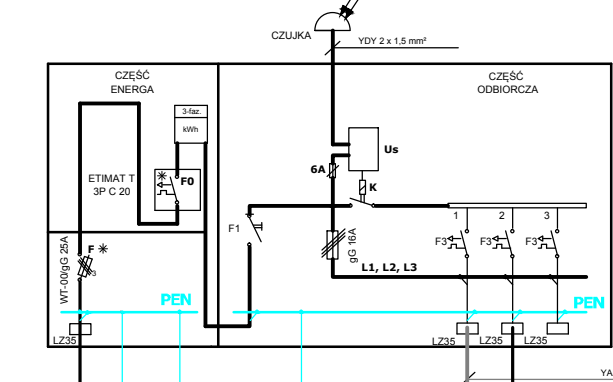 CZUJKA
YDY 2 x 1,5 mm²
CZĘŚĆ
ENERGA
CZĘŚĆ
ODBIORCZA
3-faz.
kWh
Us
6A
ETIMAT T
3P C 20
F0
K
F1
1
2
3
F3
F3
F3
gG 16A
WT-00/gG 25A
F
3
L1, L2, L3
PEN
PEN
LZ35
LZ35
LZ35
LZ35
YA